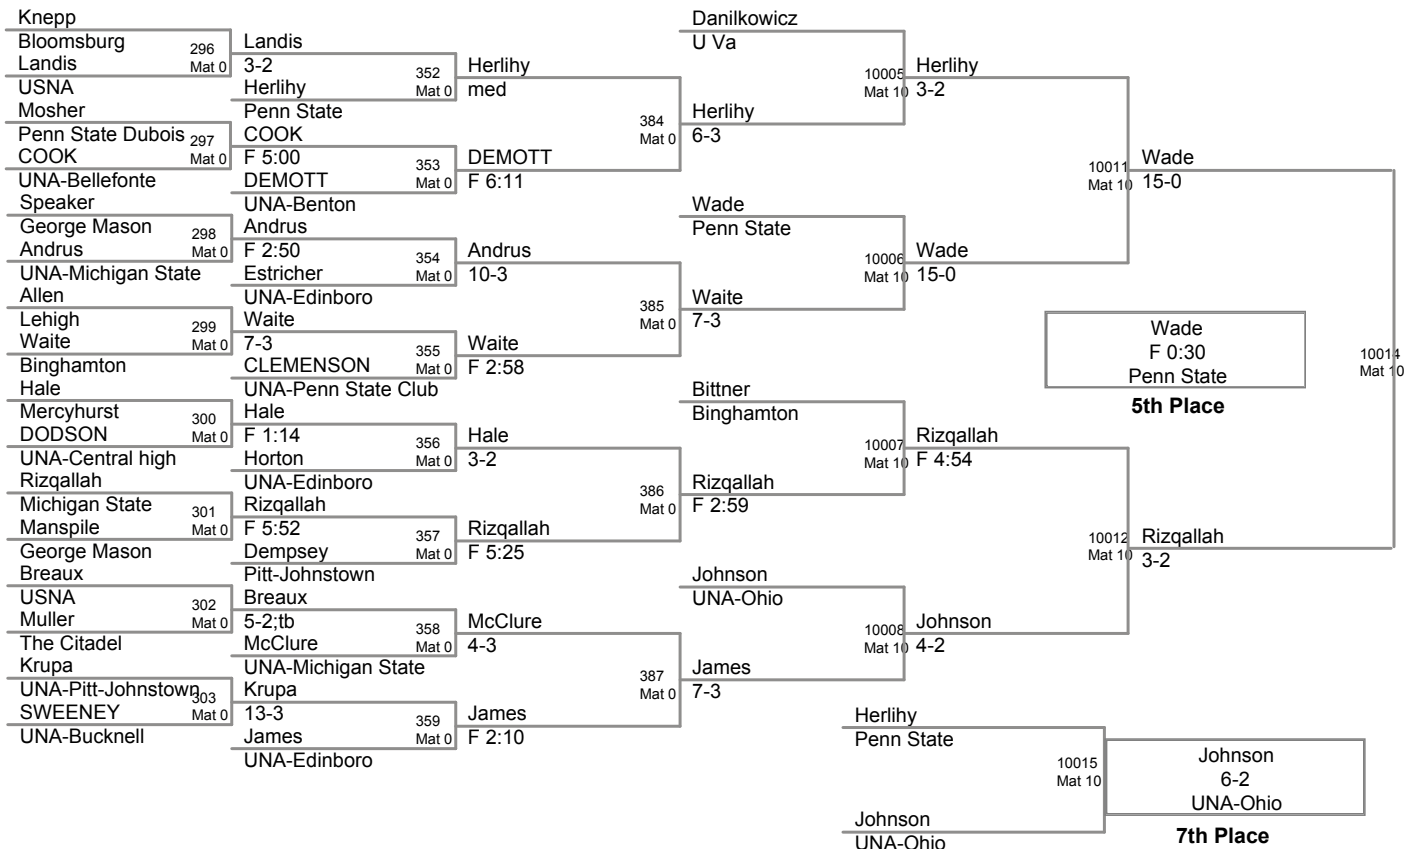 Knepp
Bloomsburg
Landis
USNA
Mosher
Penn State Dubois
COOK
UNA-Bellefonte
Speaker
George Mason
Andrus
UNA-Michigan State
Allen
Lehigh
Waite
Binghamton
Hale
Mercyhurst
DODSON
UNA-Central high
Rizqallah
Michigan State
Manspile
George Mason
Breaux
USNA
Muller
The Citadel
Krupa
UNA-Pitt-Johnstown
SWEENEY
UNA-Bucknell
296
Mat 0
297
Mat 0
298
Mat 0
299
Mat 0
300
Mat 0
301
Mat 0
302
Mat 0
303
Mat 0
Landis
3-2
Herlihy
Penn State
COOK
F 5:00
DEMOTT
UNA-Benton
Andrus
F 2:50
Estricher
UNA-Edinboro
Waite
7-3
CLEMENSON
UNA-Penn State Club
Hale
F 1:14
Horton
UNA-Edinboro
Rizqallah
F 5:52
Dempsey
Pitt-Johnstown
Breaux
5-2;tb
McClure
UNA-Michigan State
Krupa
13-3
James
UNA-Edinboro
352
Mat 0
353
Mat 0
354
Mat 0
355
Mat 0
356
Mat 0
357
Mat 0
358
Mat 0
359
Mat 0
Herlihy
med
DEMOTT
F 6:11
Andrus
10-3
Waite
F 2:58
Hale
3-2
Rizqallah
F 5:25
McClure
4-3
James
F 2:10
384
Mat 0
385
Mat 0
386
Mat 0
387
Mat 0
Danilkowicz
U Va
Herlihy
6-3
Wade
Penn State
Waite
7-3
Bittner
Binghamton
Rizqallah
F 2:59
Johnson
UNA-Ohio
James
7-3
10005
Mat 10
10006
Mat 10
10007
Mat 10
10008
Mat 10
Herlihy
3-2
Wade
15-0
Rizqallah
F 4:54
Johnson
4-2
10011
Mat 10
10012
Mat 10
Wade
15-0
Rizqallah
3-2
10014
Mat 10
Wade
F 0:30
Penn State
5th Place
Herlihy
Penn State
Johnson
UNA-Ohio
10015
Mat 10
Johnson
6-2
UNA-Ohio
7th Place